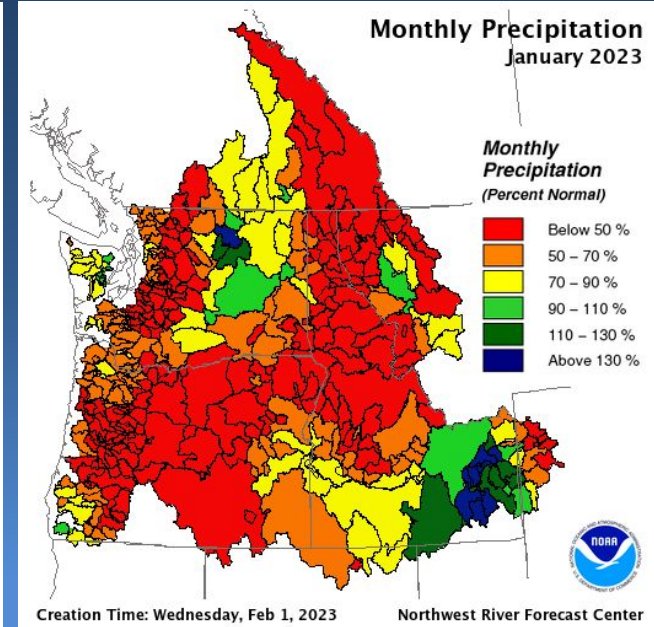 Monthly Precipitation
January 2023
Monthly
Precipitation
(Percent Normal)
Below 50 %
50 – 70 %
70 – 90 %
90 – 110 %
110 – 130 %
Above 130 %
NOAA
Creation Time: Wednesday, Feb 1, 2023
Northwest River Forecast Center